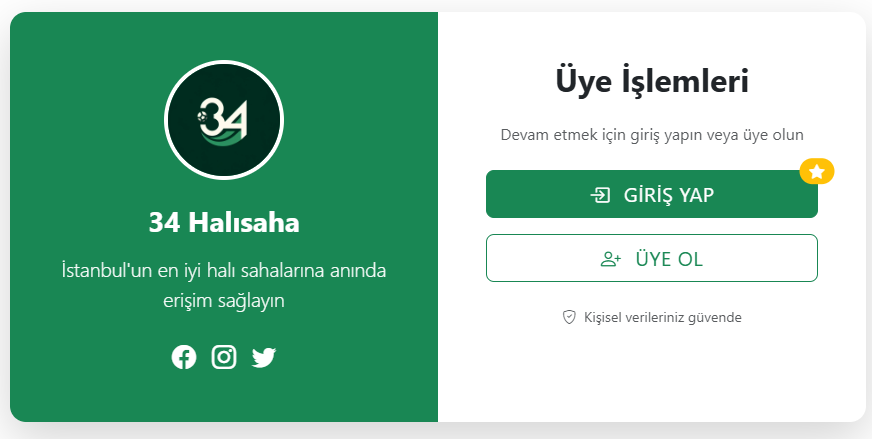 34
34 Halısaha
İstanbul'un en iyi halı sahalarına anında
erişim sağlayın
Üye İşlemleri
Devam etmek için giriş yapın veya üye olun
GİRİŞ YAP
ÜYE OL
Kişisel verileriniz güvende